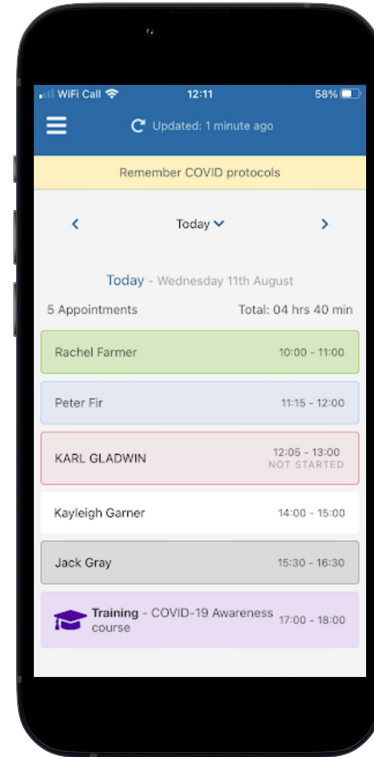 WiFi Call 12:11 58%
Updated: 1 minute ago
Remember COVID protocols
Today
Today - Wednesday 11th August
5 Appointments Total: 04 hrs 40 min
Rachel Farmer 10:00 - 11:00
Peter Fir 11:15 - 12:00
KARL GLADWIN 12:05 - 13:00
NOT STARTED
Kayleigh Garner 14:00 - 15:00
Jack Gray 15:30 - 16:30
Training - COVID-19 Awareness 17:00 - 18:00
course